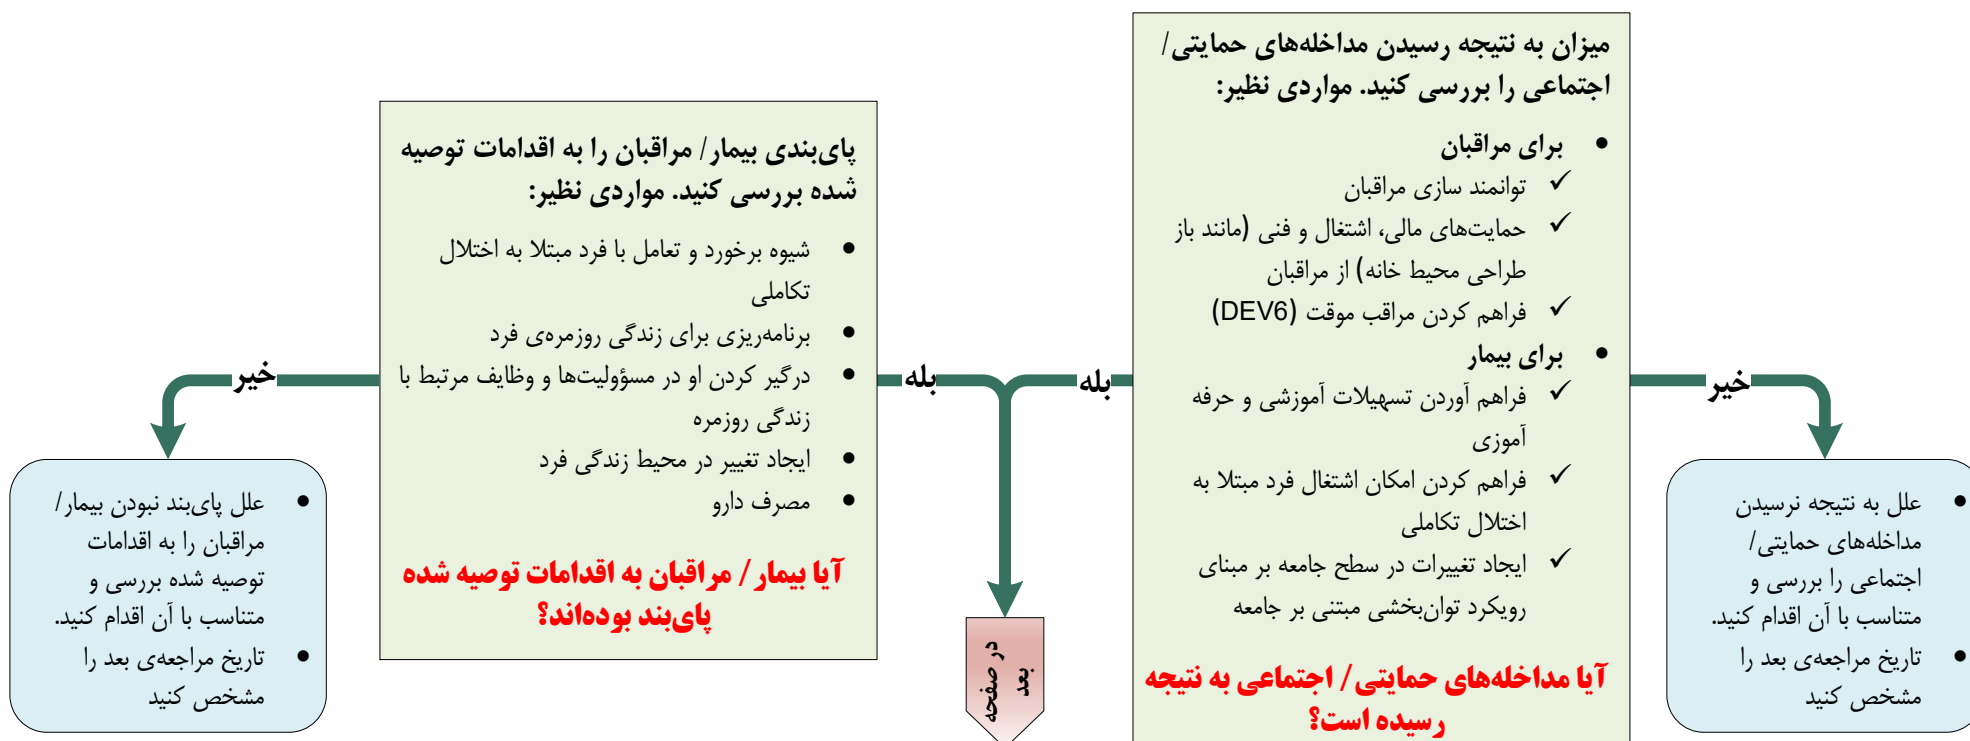 میزان به نتیجه رسیدن مداخله‌های حمایتی/
اجتماعی را بررسی کنید. مواردی نظیر:
• برای مراقبان
✓ توانمند سازی مراقبان
✓ حمایت‌های مالی، اشتغال و فنی (مانند باز
طراحی محیط خانه) از مراقبان
✓ فراهم کردن مراقب موقت (DEV6)
• برای بیمار
✓ فراهم آوردن تسهیلات آموزشی و حرفه
آموزی
✓ فراهم کردن امکان اشتغال فرد مبتلا به
اختلال تکاملی
✓ ایجاد تغییرات در سطح جامعه بر مبنای
رویکرد توان‌بخشی مبتنی بر جامعه
آیا مداخله‌های حمایتی/ اجتماعی به نتیجه
رسیده است؟
خیر
• علل به نتیجه نرسیدن
مداخله‌های حمایتی/
اجتماعی را بررسی و
متناسب با آن اقدام کنید.
• تاریخ مراجعه‌ی بعد را
مشخص کنید
بله
بله
در صفحه
بعد
پای‌بندی بیمار/ مراقبان را به اقدامات توصیه
شده بررسی کنید. مواردی نظیر:
• شیوه برخورد و تعامل با فرد مبتلا به اختلال
تکاملی
• برنامه‌ریزی برای زندگی روزمره‌ی فرد
• درگیر کردن او در مسؤولیت‌ها و وظایف مرتبط با
زندگی روزمره
• ایجاد تغییر در محیط زندگی فرد
• مصرف دارو
آیا بیمار/ مراقبان به اقدامات توصیه شده
پای‌بند بوده‌اند؟
خیر
• علل پای‌بند نبودن بیمار/
مراقبان را به اقدامات
توصیه شده بررسی و
متناسب با آن اقدام کنید.
• تاریخ مراجعه‌ی بعد را
مشخص کنید